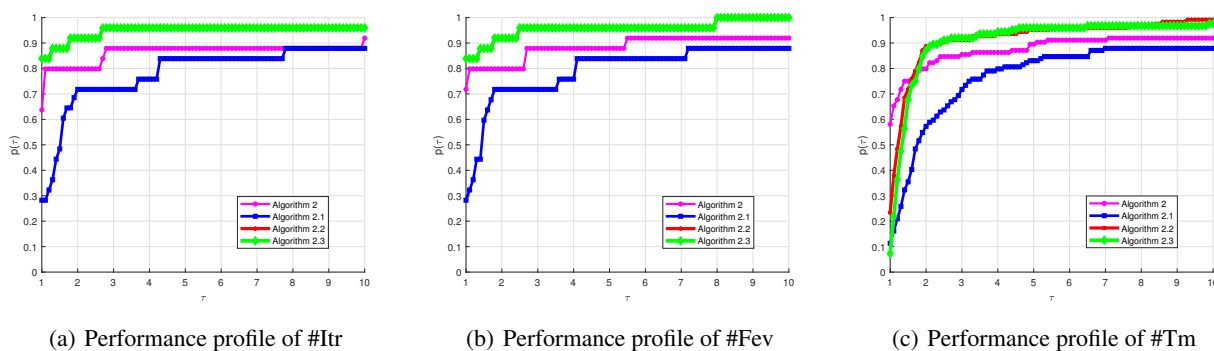 1
0.9
0.8
0.7
0.6
0.5
0.4
0.3
0.2
0.1
0
p(τ)
1 2 3 4 5 6 7 8 9 10
τ
Algorithm 2
Algorithm 2.1
Algorithm 2.2
Algorithm 2.3
(a) Performance profile of #Itr
1
0.9
0.8
0.7
0.6
0.5
0.4
0.3
0.2
0.1
0
p(τ)
1 2 3 4 5 6 7 8 9 10
τ
Algorithm 2
Algorithm 2.1
Algorithm 2.2
Algorithm 2.3
(b) Performance profile of #Fev
1
0.9
0.8
0.7
0.6
0.5
0.4
0.3
0.2
0.1
0
p(τ)
1 2 3 4 5 6 7 8 9 10
τ
Algorithm 2
Algorithm 2.1
Algorithm 2.2
Algorithm 2.3
(c) Performance profile of #Tm